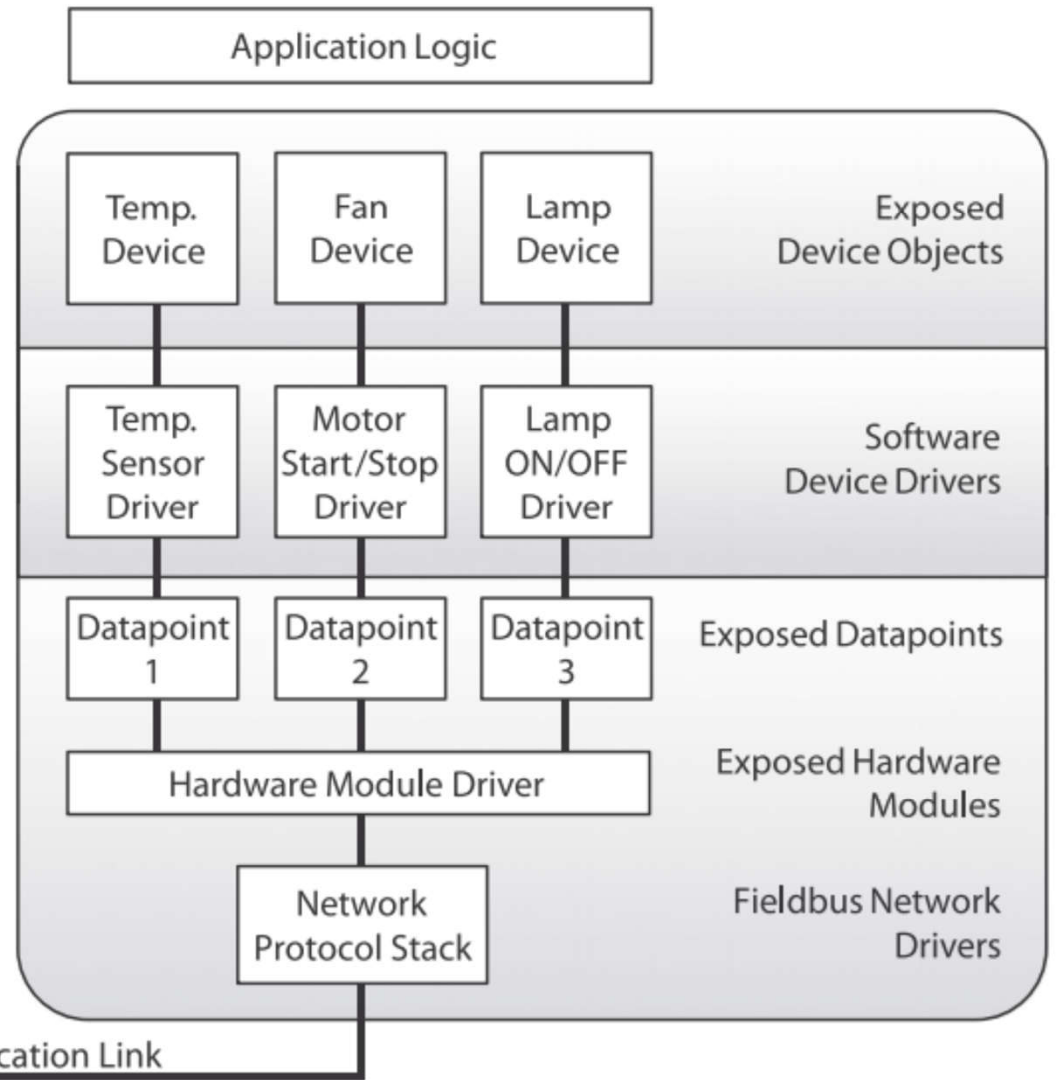 Application Logic
Temp.
Device
Fan
Device
Lamp
Device
Exposed
Device Objects
Temp.
Sensor
Driver
Motor
Start/Stop
Driver
Lamp
ON/OFF
Driver
Software
Device Drivers
Datapoint
1
Datapoint
2
Datapoint
3
Exposed Datapoints
Hardware Module Driver
Exposed Hardware
Modules
Network
Protocol Stack
Fieldbus Network
Drivers
cation Link